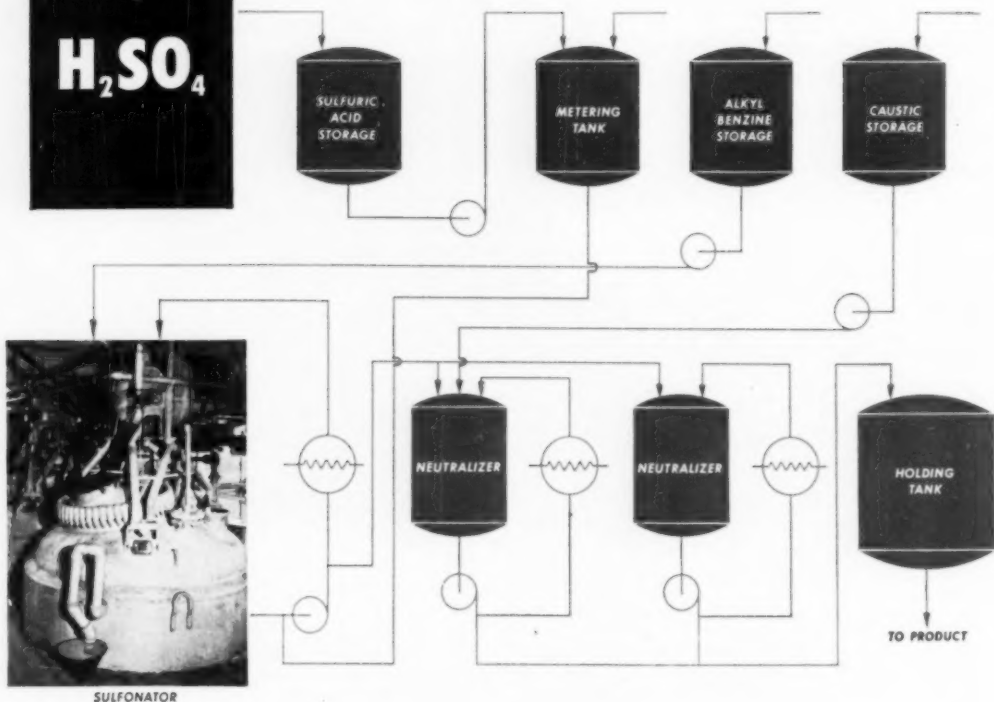 H₂SO₄
SULFURIC
ACID
STORAGE
METERING
TANK
ALKYL
BENZINE
STORAGE
CAUSTIC
STORAGE
NEUTRALIZER
NEUTRALIZER
HOLDING
TANK
TO PRODUCT
SULFONATOR